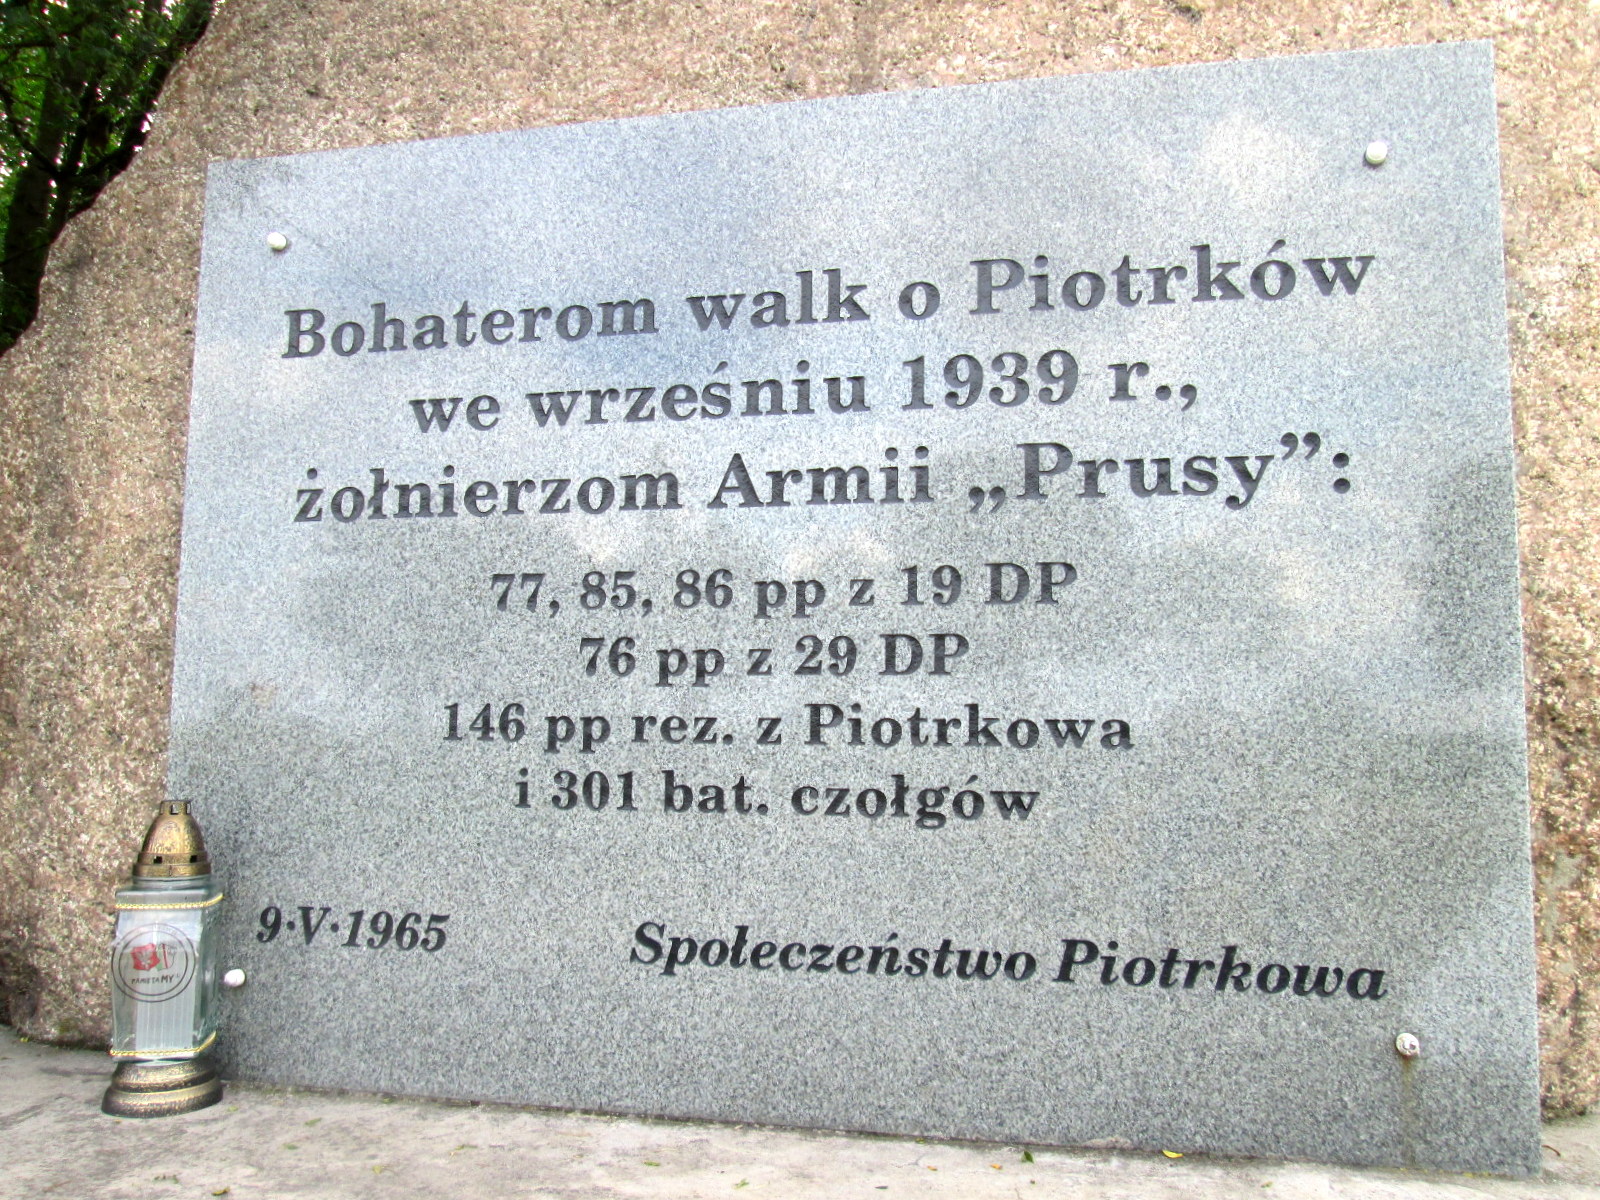 Bohaterom walk o Piotrków
we wrześniu 1939 r.,
żołnierzom Armii „Prusy”:
77, 85, 86 pp z 19 DP
76 pp z 29 DP
146 pp rez. z Piotrkowa
i 301 bat. czołgów
9·V·1965 Społeczeństwo Piotrkowa
PAMIĘTAMY